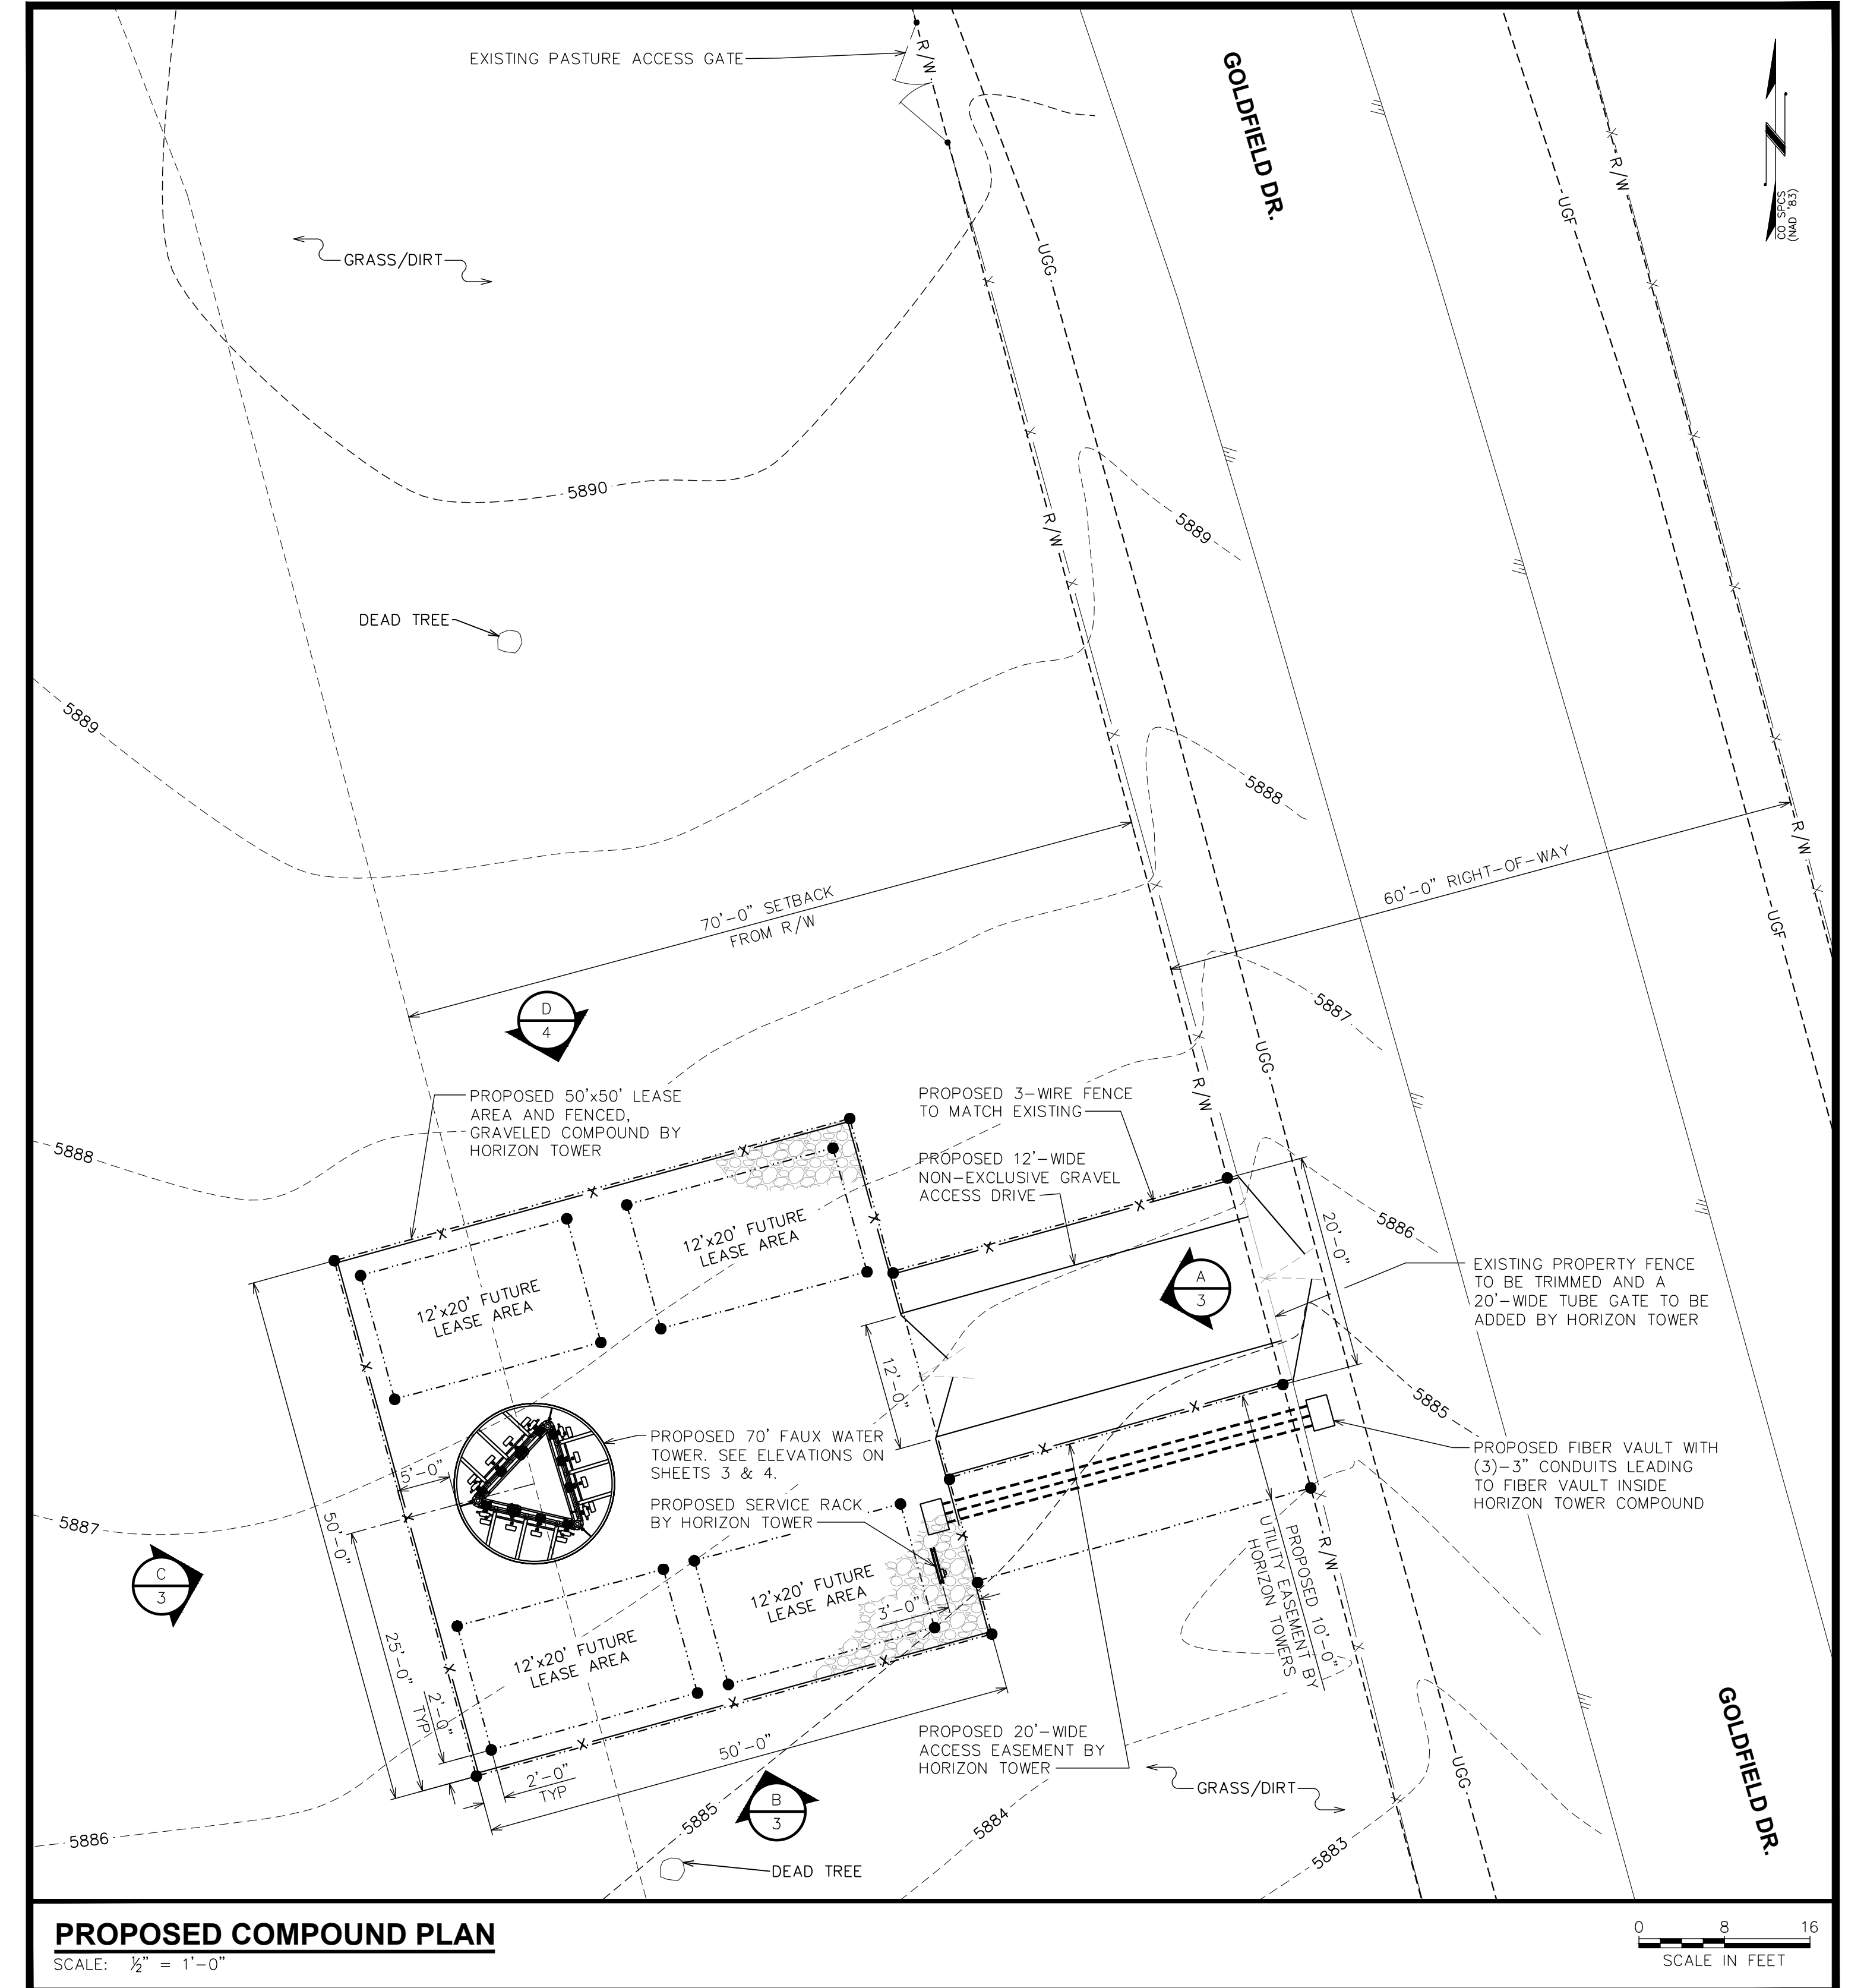 EXISTING PASTURE ACCESS GATE
R/W
GOLDFIELD DR.
R/W
UGF
CO SPCS
(NAD '83)
UGG
GRASS/DIRT
5890
R/W
5889
DEAD TREE
5889
5888
R/W
60'-0" RIGHT-OF-WAY
70'-0" SETBACK
FROM R/W
UGF
D
4
5887
UGG
R/W
PROPOSED 50'x50' LEASE
AREA AND FENCED,
GRAVELED COMPOUND BY
HORIZON TOWER
PROPOSED 3-WIRE FENCE
TO MATCH EXISTING
5888
PROPOSED 12'-WIDE
NON-EXCLUSIVE GRAVEL
ACCESS DRIVE
X
X
X
X
X
X
12'x20' FUTURE
LEASE AREA
5886
20'-0"
12'x20' FUTURE
LEASE AREA
A
3
EXISTING PROPERTY FENCE
TO BE TRIMMED AND A
20'-WIDE TUBE GATE TO BE
ADDED BY HORIZON TOWER
X
12'-0"
5885
X
X
PROPOSED 70' FAUX WATER
TOWER. SEE ELEVATIONS ON
SHEETS 3 & 4.
PROPOSED FIBER VAULT WITH
(3)-3" CONDUITS LEADING
TO FIBER VAULT INSIDE
HORIZON TOWER COMPOUND
5'-0"
PROPOSED SERVICE RACK
BY HORIZON TOWER
5887
50'-0"
X
X
PROPOSED 10'-0"
UTILITY EASEMENT BY
HORIZON TOWERS
R/W
C
3
12'x20' FUTURE
LEASE AREA
3'-0"
12'x20' FUTURE
LEASE AREA
25'-0"
X
X
2'-0"
TYP
X
X
50'-0"
PROPOSED 20'-WIDE
ACCESS EASEMENT BY
HORIZON TOWER
2'-0"
TYP
UGG
GRASS/DIRT
GOLDFIELD DR.
B
3
5886
5885
5884
5883
DEAD TREE
PROPOSED COMPOUND PLAN
SCALE: ½" = 1'-0"
0 8 16
SCALE IN FEET